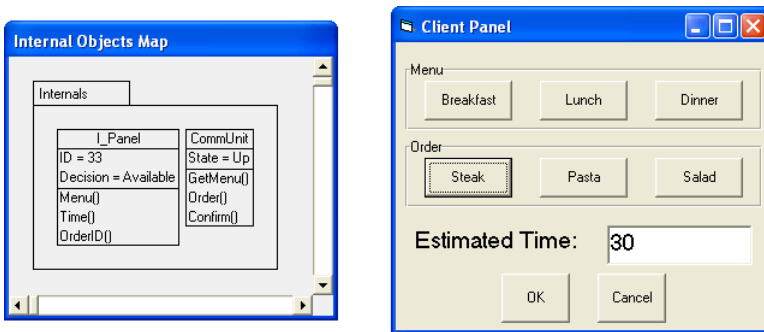 Internal Objects Map
Internals
I_Panel
ID = 33
Decision = Available
Menu()
Time()
OrderID()
CommUnit
State = Up
GetMenu()
Order()
Confirm()
Client Panel
Menu
Breakfast Lunch Dinner
Order
Steak Pasta Salad
Estimated Time: 30
OK Cancel